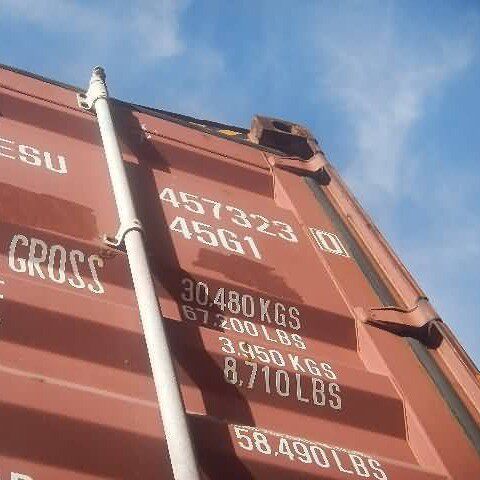 ESU 457323 0
45G1
GROSS 30,480 KGS
67,200 LBS
3,950 KGS
8,710 LBS
58,490 LBS